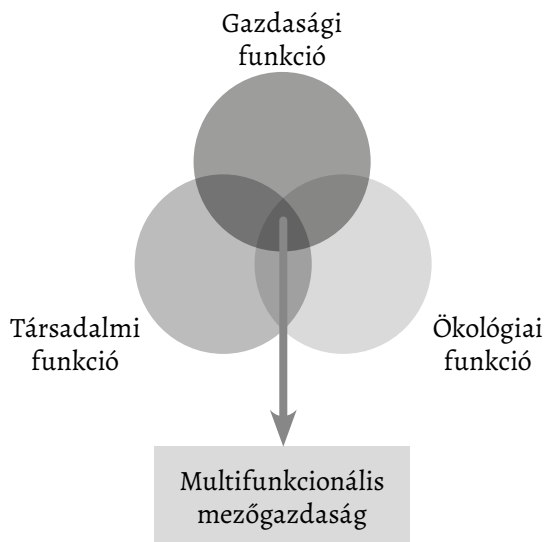 Gazdasági
funkció
Társadalmi
funkció
Ökológiai
funkció
Multifunkcionális
mezőgazdaság